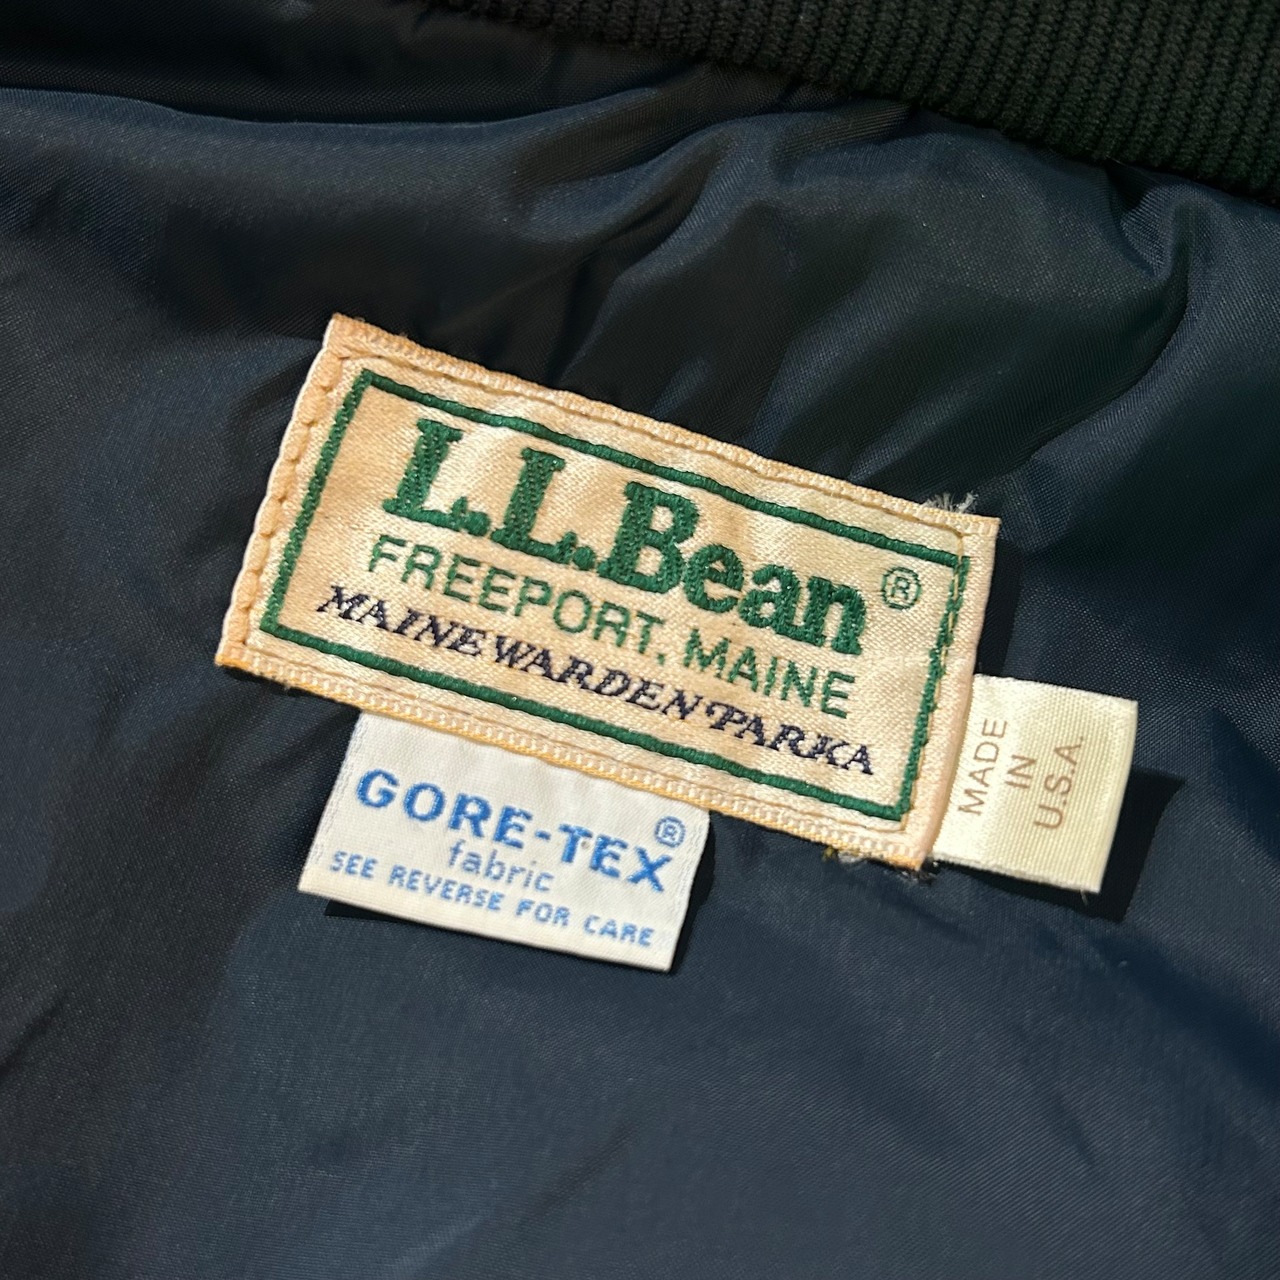 L.L.Bean®
FREEPORT, MAINE
MAINE WARDEN PARKA
GORE-TEX®
fabric
SEE REVERSE FOR CARE
MADE
IN
U.S.A.